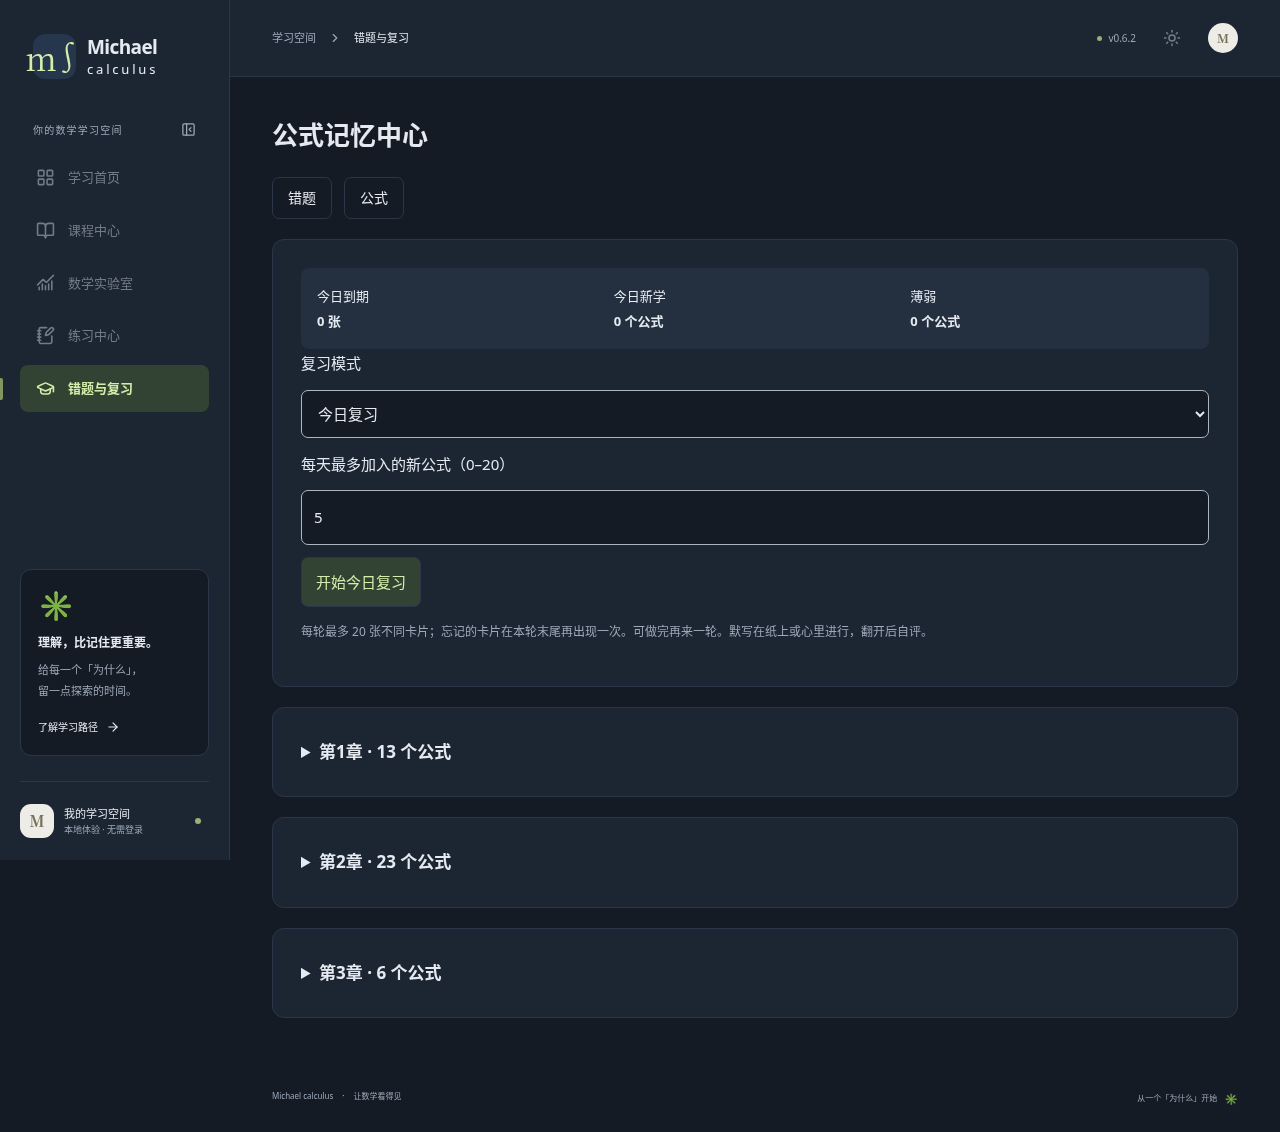 m∫
Michael
calculus
你的数学学习空间
学习首页
课程中心
数学实验室
练习中心
错题与复习
理解，比记住更重要。
给每一个「为什么」，
留一点探索的时间。
了解学习路径
M
我的学习空间
本地体验 · 无需登录
学习空间
错题与复习
v0.6.2
M
公式记忆中心
错题
公式
今日到期
0 张
今日新学
0 个公式
薄弱
0 个公式
复习模式
今日复习
每天最多加入的新公式（0–20）
5
开始今日复习
每轮最多 20 张不同卡片；忘记的卡片在本轮末尾再出现一次。可做完再来一轮。默写在纸上或心里进行，翻开后自评。
第1章 · 13 个公式
第2章 · 23 个公式
第3章 · 6 个公式
Michael calculus · 让数学看得见
从一个「为什么」开始